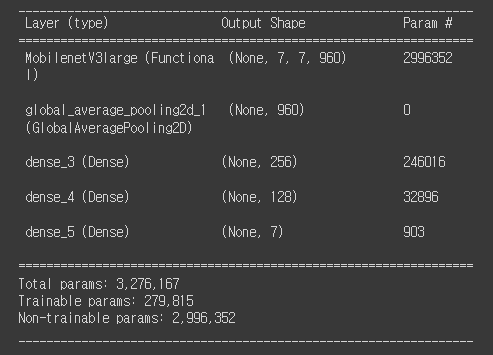 Layer (type) Output Shape Param #
MobilenetV3large (Functiona (None, 7, 7, 960) 2996352
l)
global_average_pooling2d_1 (None, 960) 0
(GlobalAveragePooling2D)
dense_3 (Dense) (None, 256) 246016
dense_4 (Dense) (None, 128) 32896
dense_5 (Dense) (None, 7) 903
Total params: 3,276,167
Trainable params: 279,815
Non-trainable params: 2,996,352